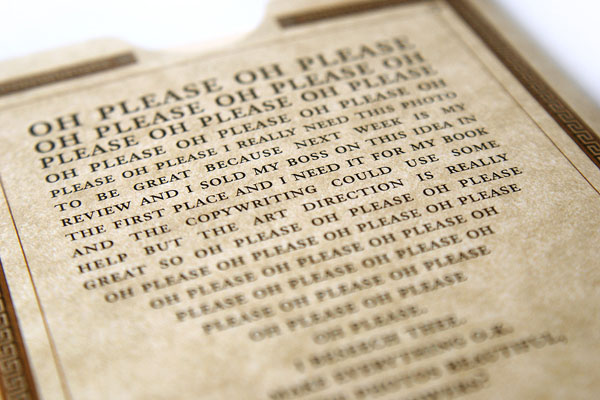 OH PLEASE OH PLEASE
OH PLEASE OH PLEASE OH
PLEASE OH PLEASE OH PLEASE
OH PLEASE OH PLEASE OH PLEASE OH
PLEASE OH PLEASE I REALLY NEED THIS PHOTO
TO BE GREAT BECAUSE NEXT WEEK IS MY
REVIEW AND I SOLD MY BOSS ON THIS IDEA IN
THE FIRST PLACE AND I NEED IT FOR MY BOOK
AND THE COPYWRITING COULD USE SOME
HELP BUT THE ART DIRECTION IS REALLY
GREAT SO OH PLEASE OH PLEASE OH PLEASE
OH PLEASE OH PLEASE OH PLEASE OH PLEASE
OH PLEASE OH PLEASE OH PLEASE OH
PLEASE OH PLEASE OH PLEASE
OH PLEASE OH PLEASE
OH PLEASE.
I BESEECH THEE.
MAKE EVERYTHING O.K.
BEAUTIFUL,